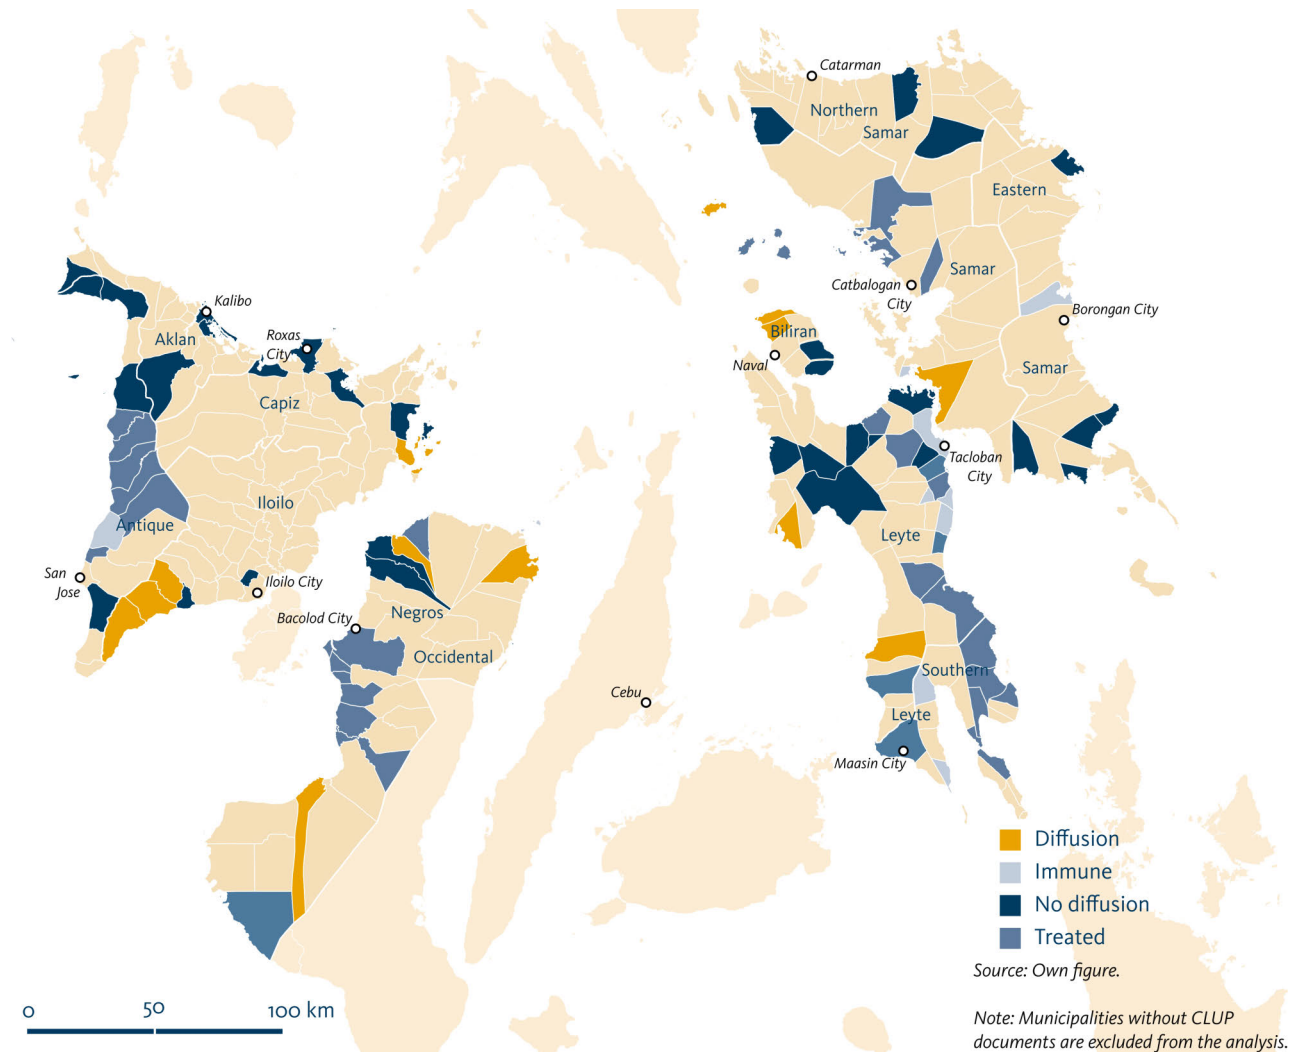 Catarman
Northern
Samar
Eastern
Samar
Catbalogan
City
Borongan City
Kalibo
Aklan
Roxas
City
Biliran
Naval
Samar
Capiz
Tacloban
City
Iloilo
Antique
Leyte
San
Jose
Iloilo City
Bacolod City
Negros
Occidental
Southern
Cebu
Leyte
Maasin City
Diffusion
Immune
No diffusion
Treated
Source: Own figure.
0 50 100 km
Note: Municipalities without CLUP
documents are excluded from the analysis.